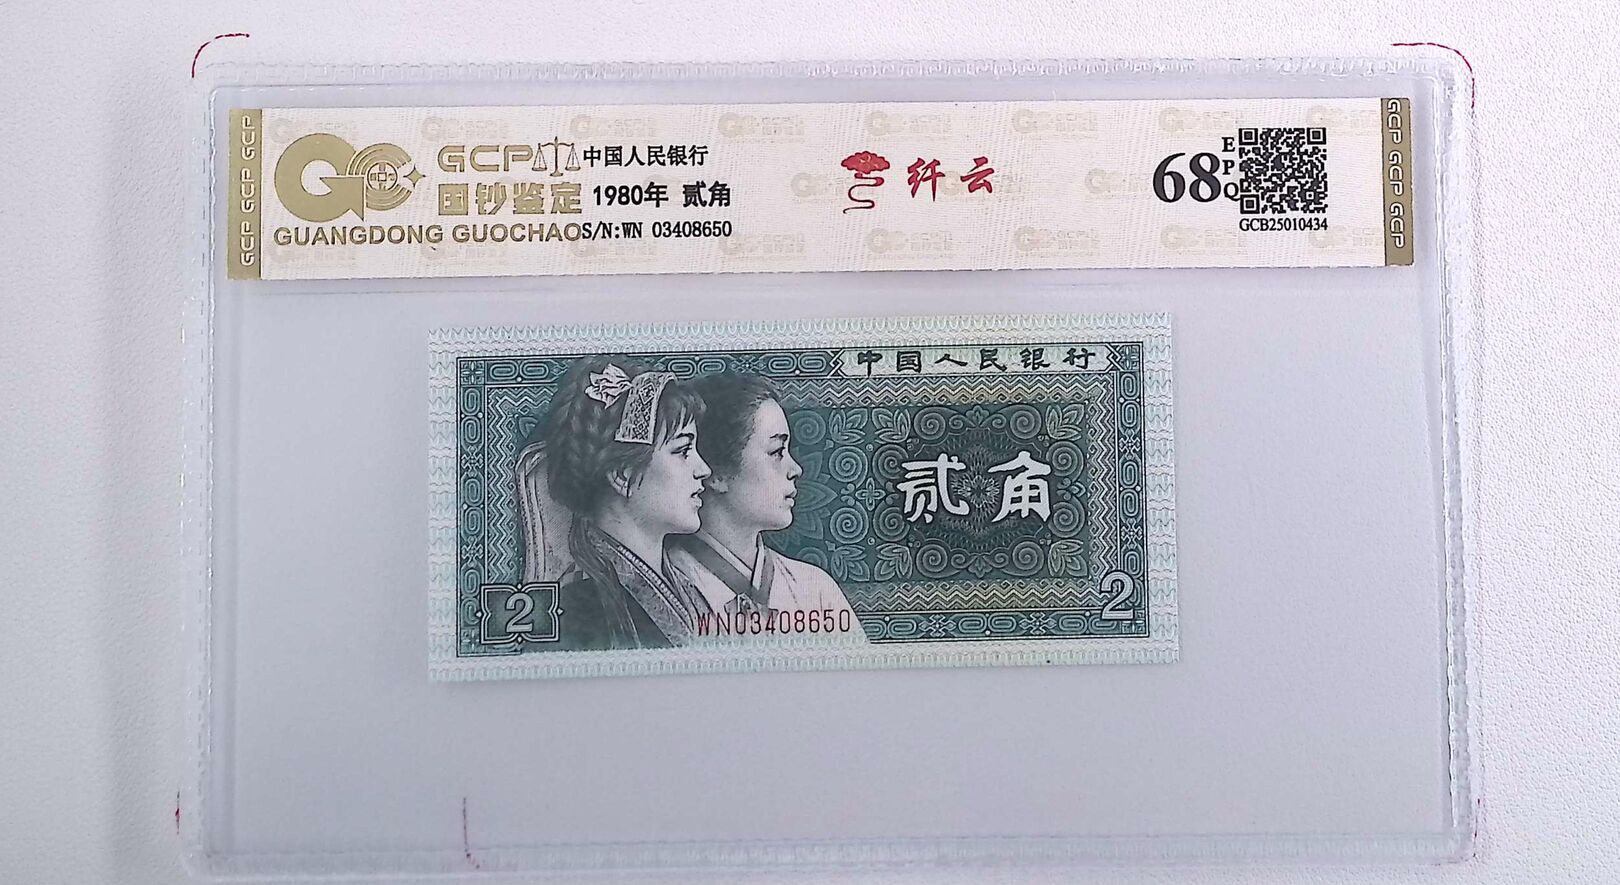 GCP 中国人民银行
国钞鉴定 1980年 贰角
GUANGDONG GUOCHAO S/N:WN 03408650
纤云
68 EPQ
GCB25010434
GCP GCP GCP
GCP GCP GCP
中国人民银行
贰角
2
2
WN03408650